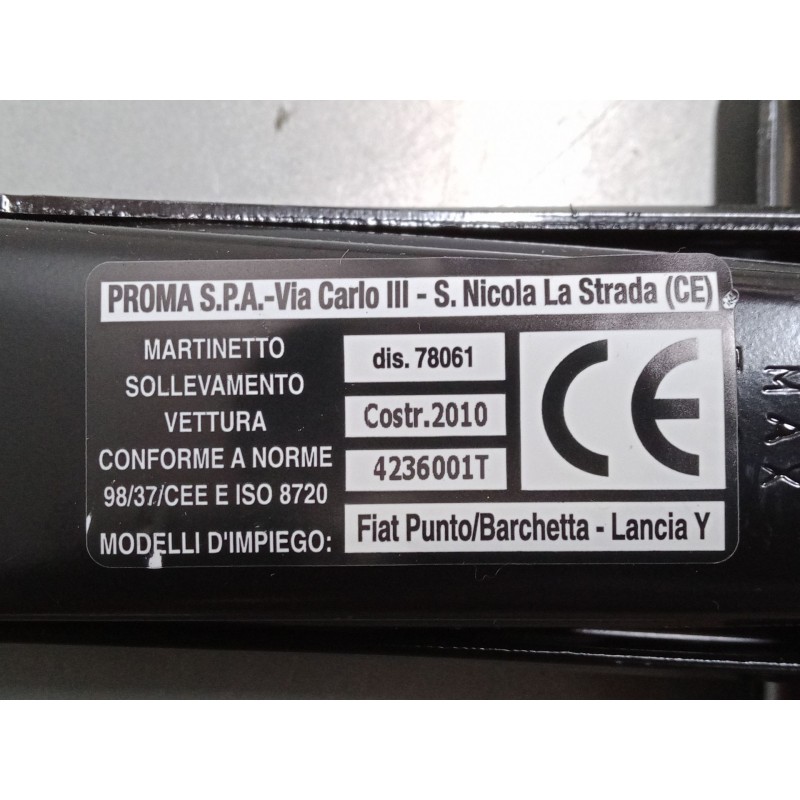 PROMA S.P.A.-Via Carlo III - S. Nicola La Strada (CE)
MARTINETTO
SOLLEVAMENTO
VETTURA
CONFORME A NORME
98/37/CEE E ISO 8720
MODELLI D'IMPIEGO:
dis. 78061
Costr.2010
4236001T
Fiat Punto/Barchetta - Lancia Y
CE
MAX